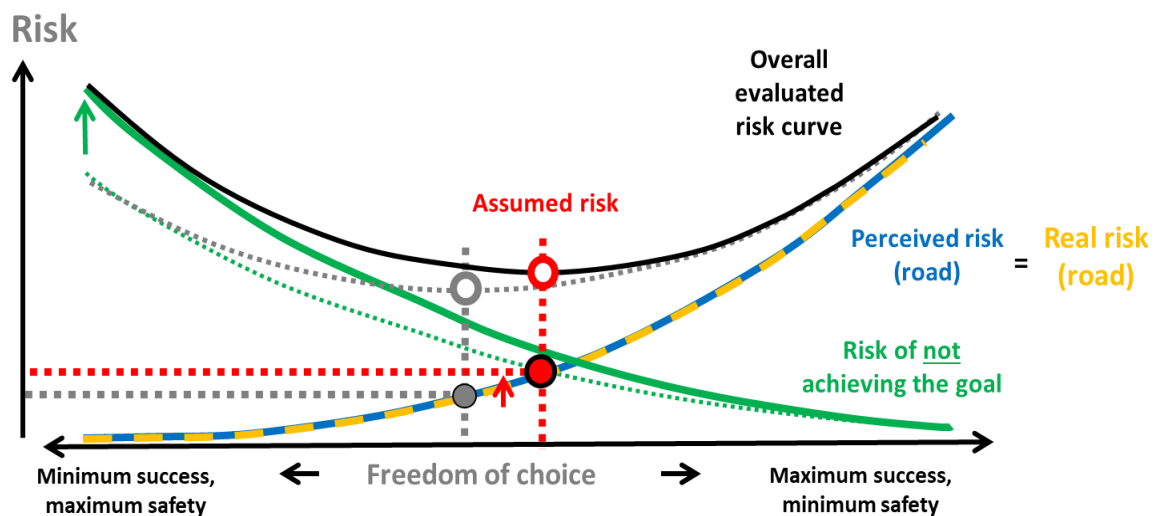 Risk
Overall
evaluated
risk curve
Assumed risk
Perceived risk
(road)
=
Real risk
(road)
Risk of not
achieving the goal
Minimum success,
maximum safety
Freedom of choice
Maximum success,
minimum safety